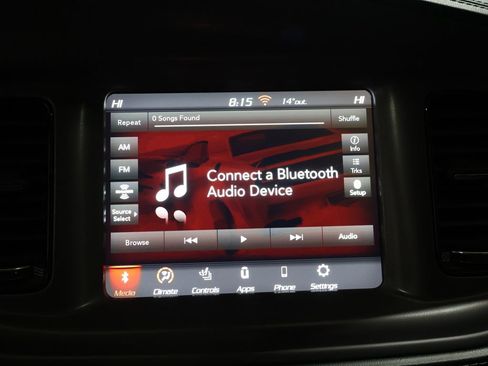 HI 8:15 14°out. HI
Repeat 0 Songs Found Shuffle
AM
Info
FM
Connect a Bluetooth
Audio Device
Trks
Source
Select
Setup
Browse Audio
Media Climate Controls Apps Phone Settings